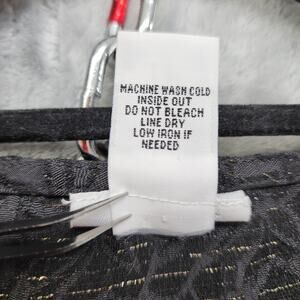 MACHINE WASH COLD
INSIDE OUT
DO NOT BLEACH
LINE DRY
LOW IRON IF
NEEDED